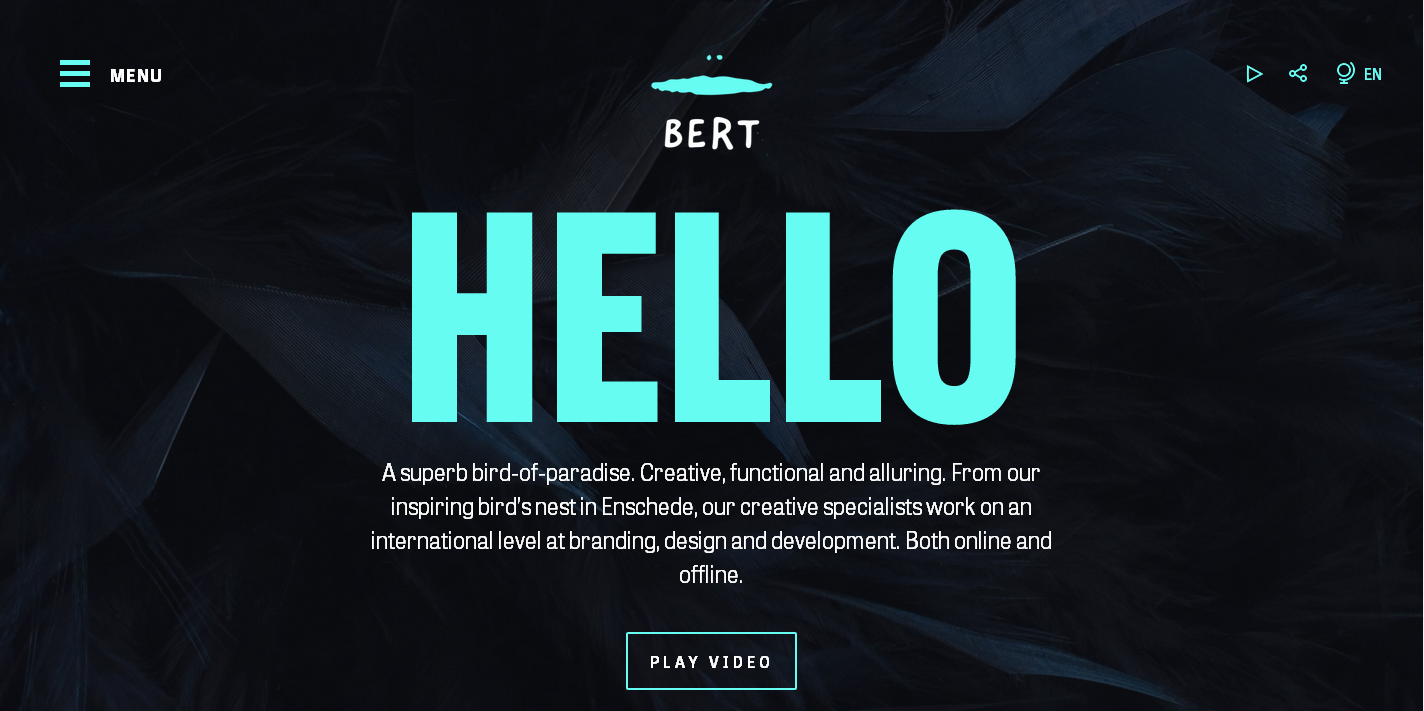 MENU
BERT
EN
HELLO
A superb bird-of-paradise. Creative, functional and alluring. From our
inspiring bird's nest in Enschede, our creative specialists work on an
international level at branding, design and development. Both online and
offline.
PLAY VIDEO